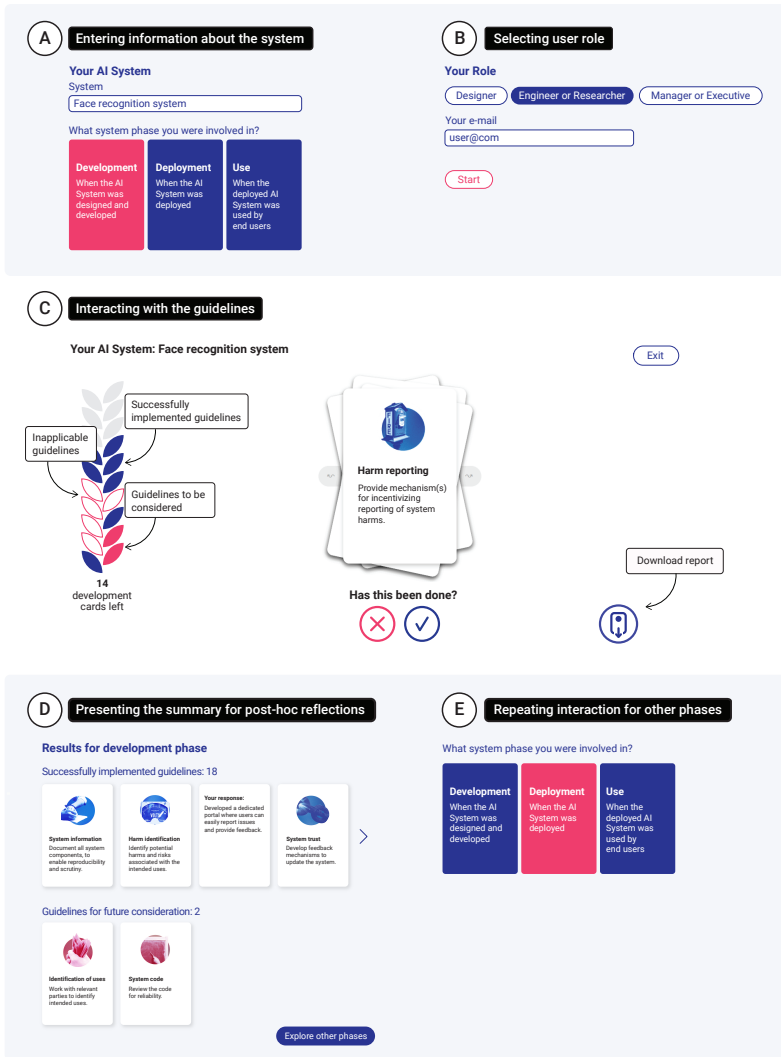 A
Entering information about the system
Your AI System
System
Face recognition system
What system phase you were involved in?
Development
When the AI
System was
designed and
developed
Deployment
When the AI
System was
deployed
Use
When the
deployed AI
System was
used by
end users
B
Selecting user role
Your Role
Designer
Engineer or Researcher
Manager or Executive
Your e-mail
user@com
Start
C
Interacting with the guidelines
Your AI System: Face recognition system
Exit
Successfully
implemented guidelines
Inapplicable
guidelines
Guidelines to be
considered
14
development
cards left
Harm reporting
Provide mechanism(s)
for incentivizing
reporting of system
harms.
Has this been done?
Download report
D
Presenting the summary for post-hoc reflections
Results for development phase
Successfully implemented guidelines: 18
System information
Document all system
components, to
enable reproducibility
and scrutiny.
Harm identification
Identify potential
harms and risks
associated with the
intended uses.
Your response:
Developed a dedicated
portal where users can
easily report issues
and provide feedback.
System trust
Develop feedback
mechanisms to
update the system.
Guidelines for future consideration: 2
Identification of uses
Work with relevant
parties to identify
intended uses.
System code
Review the code
for reliability.
Explore other phases
E
Repeating interaction for other phases
What system phase you were involved in?
Development
When the AI
System was
designed and
developed
Deployment
When the AI
System was
deployed
Use
When the
deployed AI
System was
used by
end users